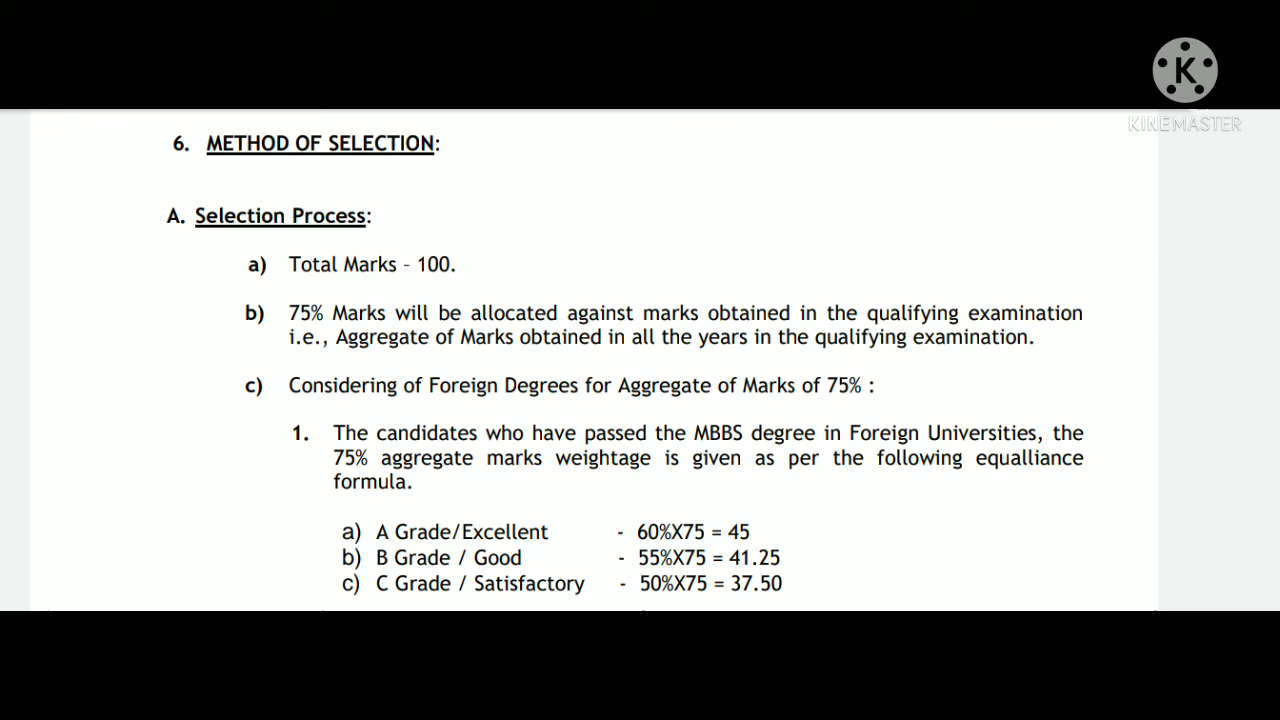 K
KINEMASTER
6. METHOD OF SELECTION:
A. Selection Process:
a) Total Marks - 100.
b) 75% Marks will be allocated against marks obtained in the qualifying examination
i.e., Aggregate of Marks obtained in all the years in the qualifying examination.
c) Considering of Foreign Degrees for Aggregate of Marks of 75% :
1. The candidates who have passed the MBBS degree in Foreign Universities, the
75% aggregate marks weightage is given as per the following equalliance
formula.
a) A Grade/Excellent - 60%X75 = 45
b) B Grade / Good - 55%X75 = 41.25
c) C Grade / Satisfactory - 50%X75 = 37.50